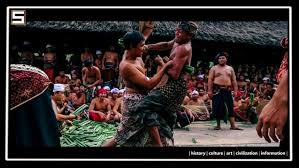 S
| history | culture | art | civilization | information |